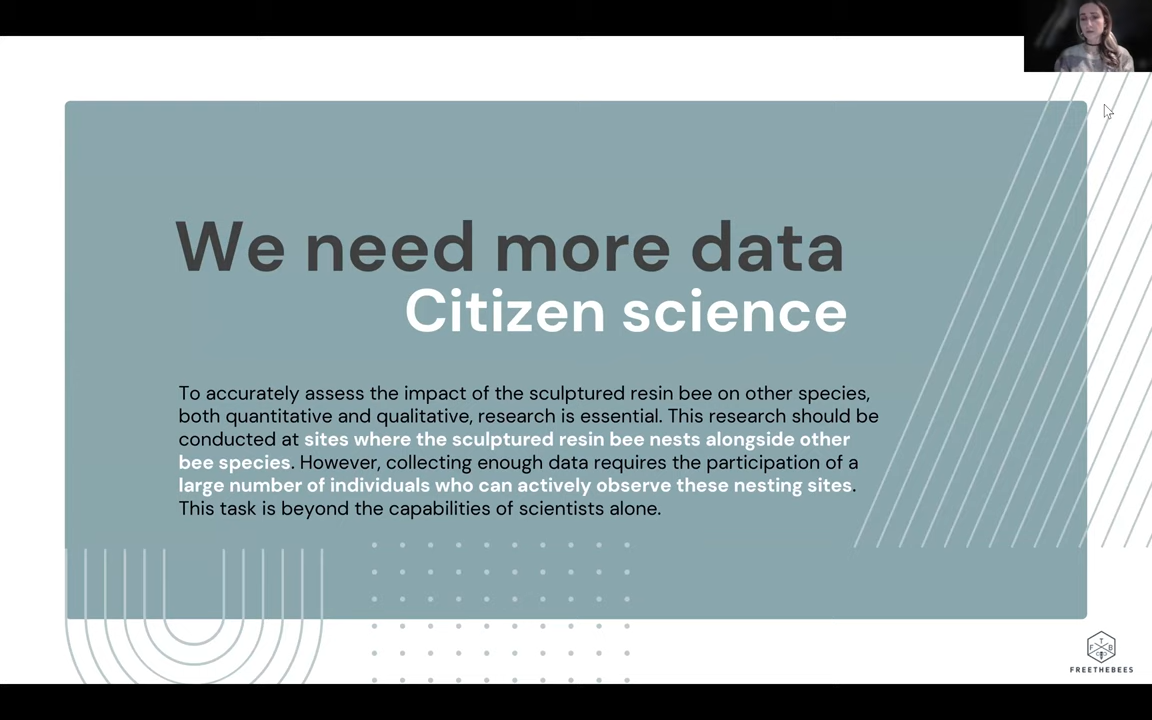 We need more data
Citizen science
To accurately assess the impact of the sculptured resin bee on other species,
both quantitative and qualitative, research is essential. This research should be
conducted at sites where the sculptured resin bee nests alongside other
bee species. However, collecting enough data requires the participation of a
large number of individuals who can actively observe these nesting sites.
This task is beyond the capabilities of scientists alone.
T
F B
FREETHEBEES